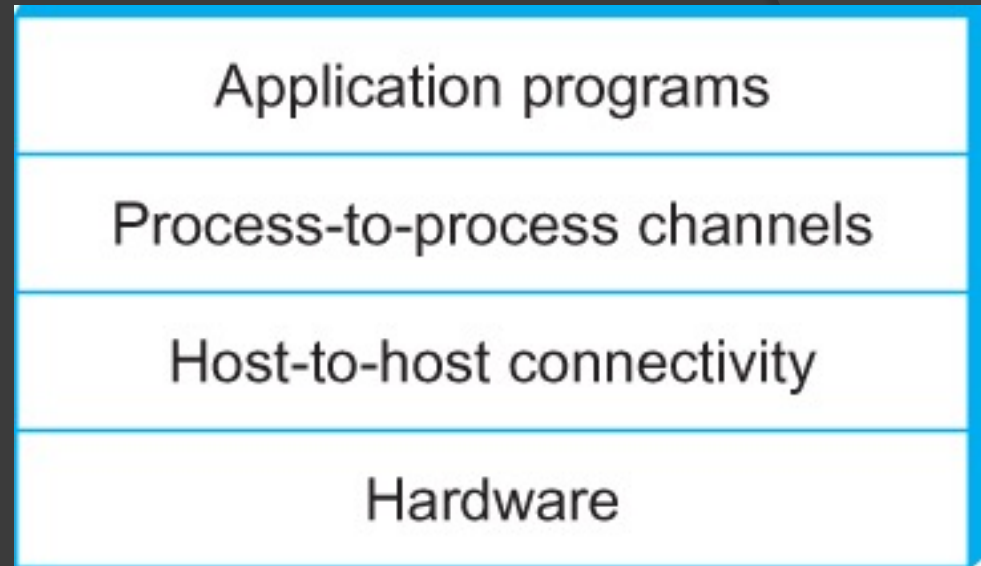 Application programs
Process-to-process channels
Host-to-host connectivity
Hardware